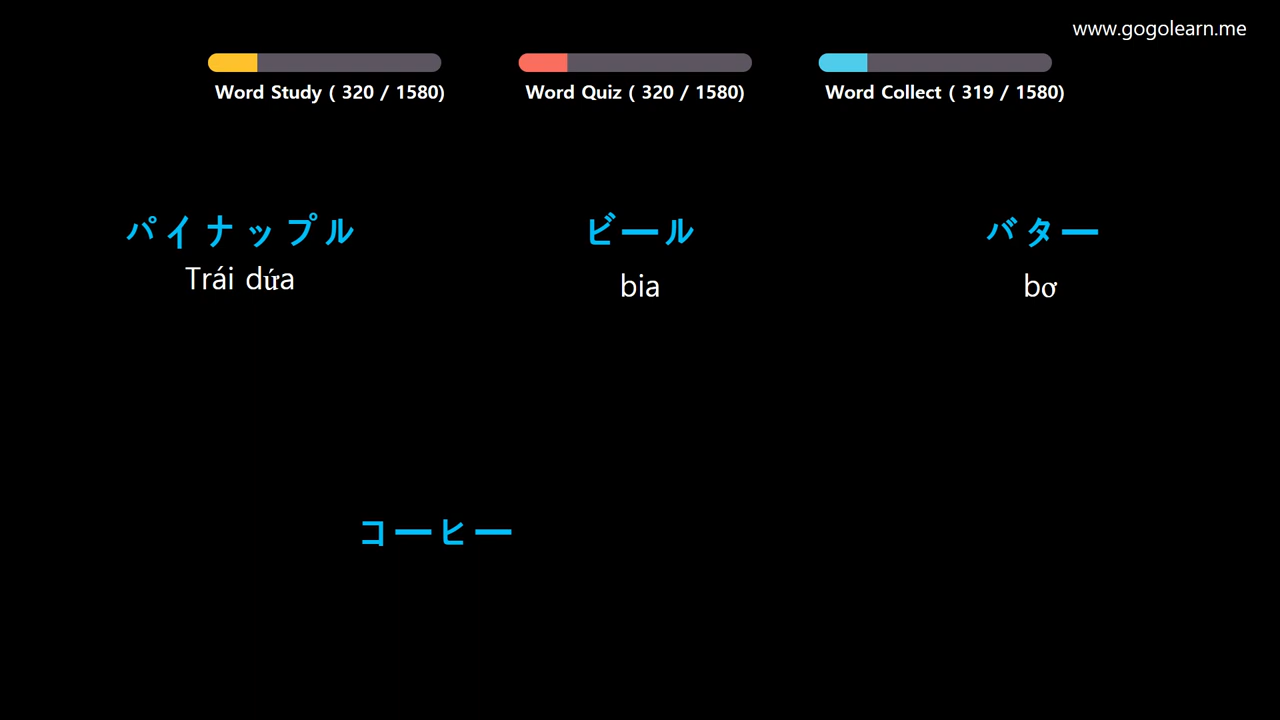 www.gogolearn.me
Word Study ( 320 / 1580)
Word Quiz ( 320 / 1580)
Word Collect ( 319 / 1580)
パイナップル
Trái dứa
ビール
bia
バター
bơ
コーヒー